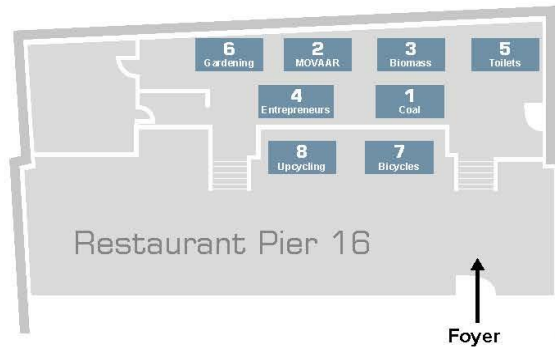 6
Gardening
2
MOVAAR
3
Biomass
5
Toilets
4
Entrepreneurs
1
Coal
8
Upcycling
7
Bicycles
Restaurant Pier 16
Foyer